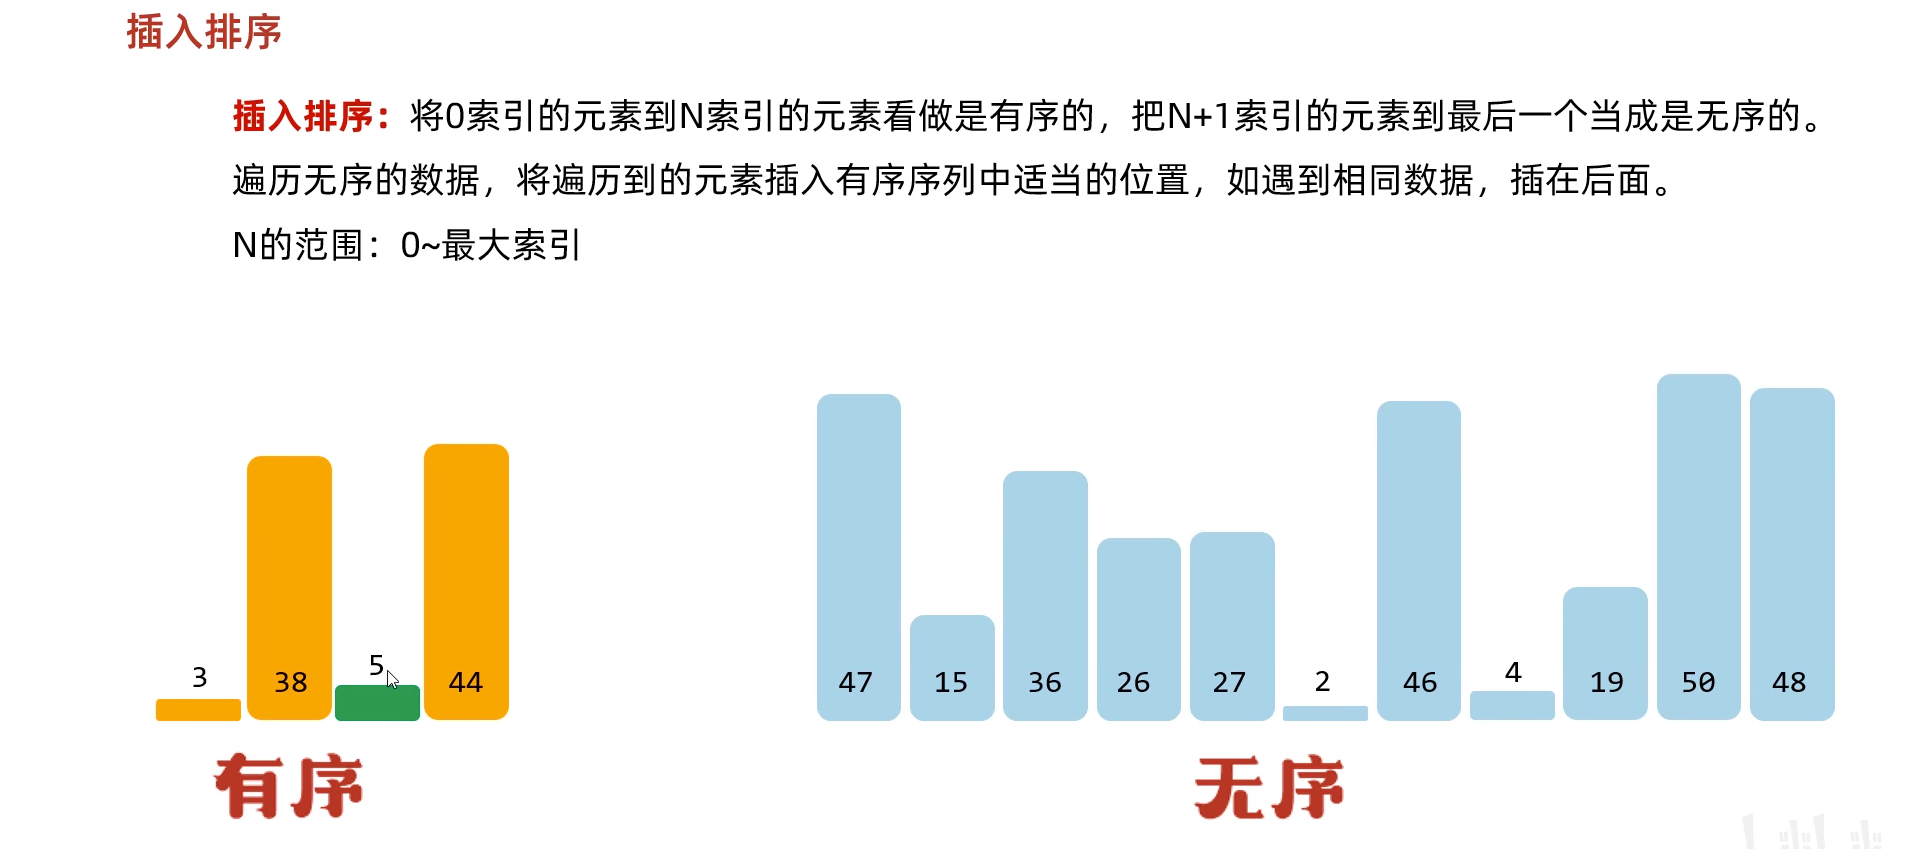 插入排序
插入排序：将0索引的元素到N索引的元素看做是有序的，把N+1索引的元素到最后一个当成是无序的。
遍历无序的数据，将遍历到的元素插入有序序列中适当的位置，如遇到相同数据，插在后面。
N的范围：0~最大索引
3 38 5 44 47 15 36 26 27 2 46 4 19 50 48
有序 无序